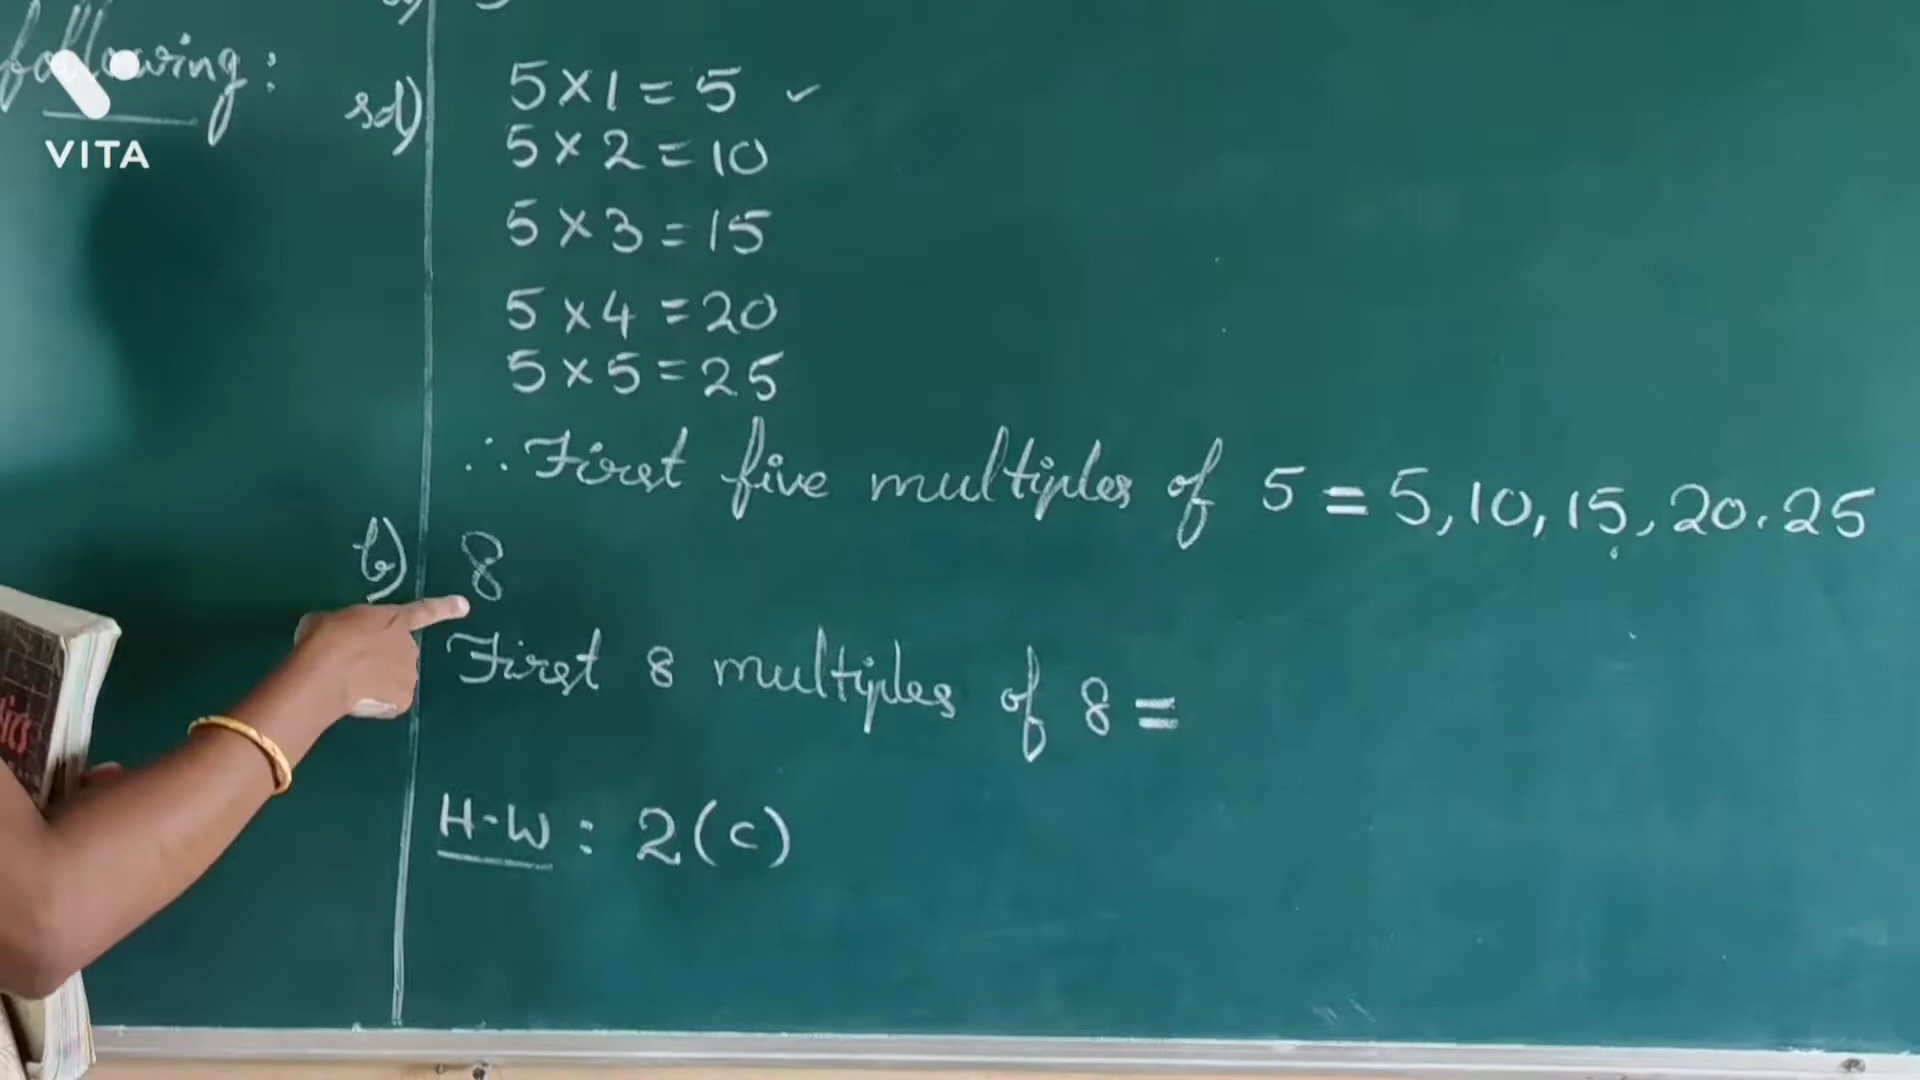 following:
VITA
sol)
5×1=5 ✓
5×2=10
5×3=15
5×4=20
5×5=25
∴ First five multiples of 5 = 5, 10, 15, 20. 25
b) 8
First 8 multiples of 8 =
H-W : 2(c)